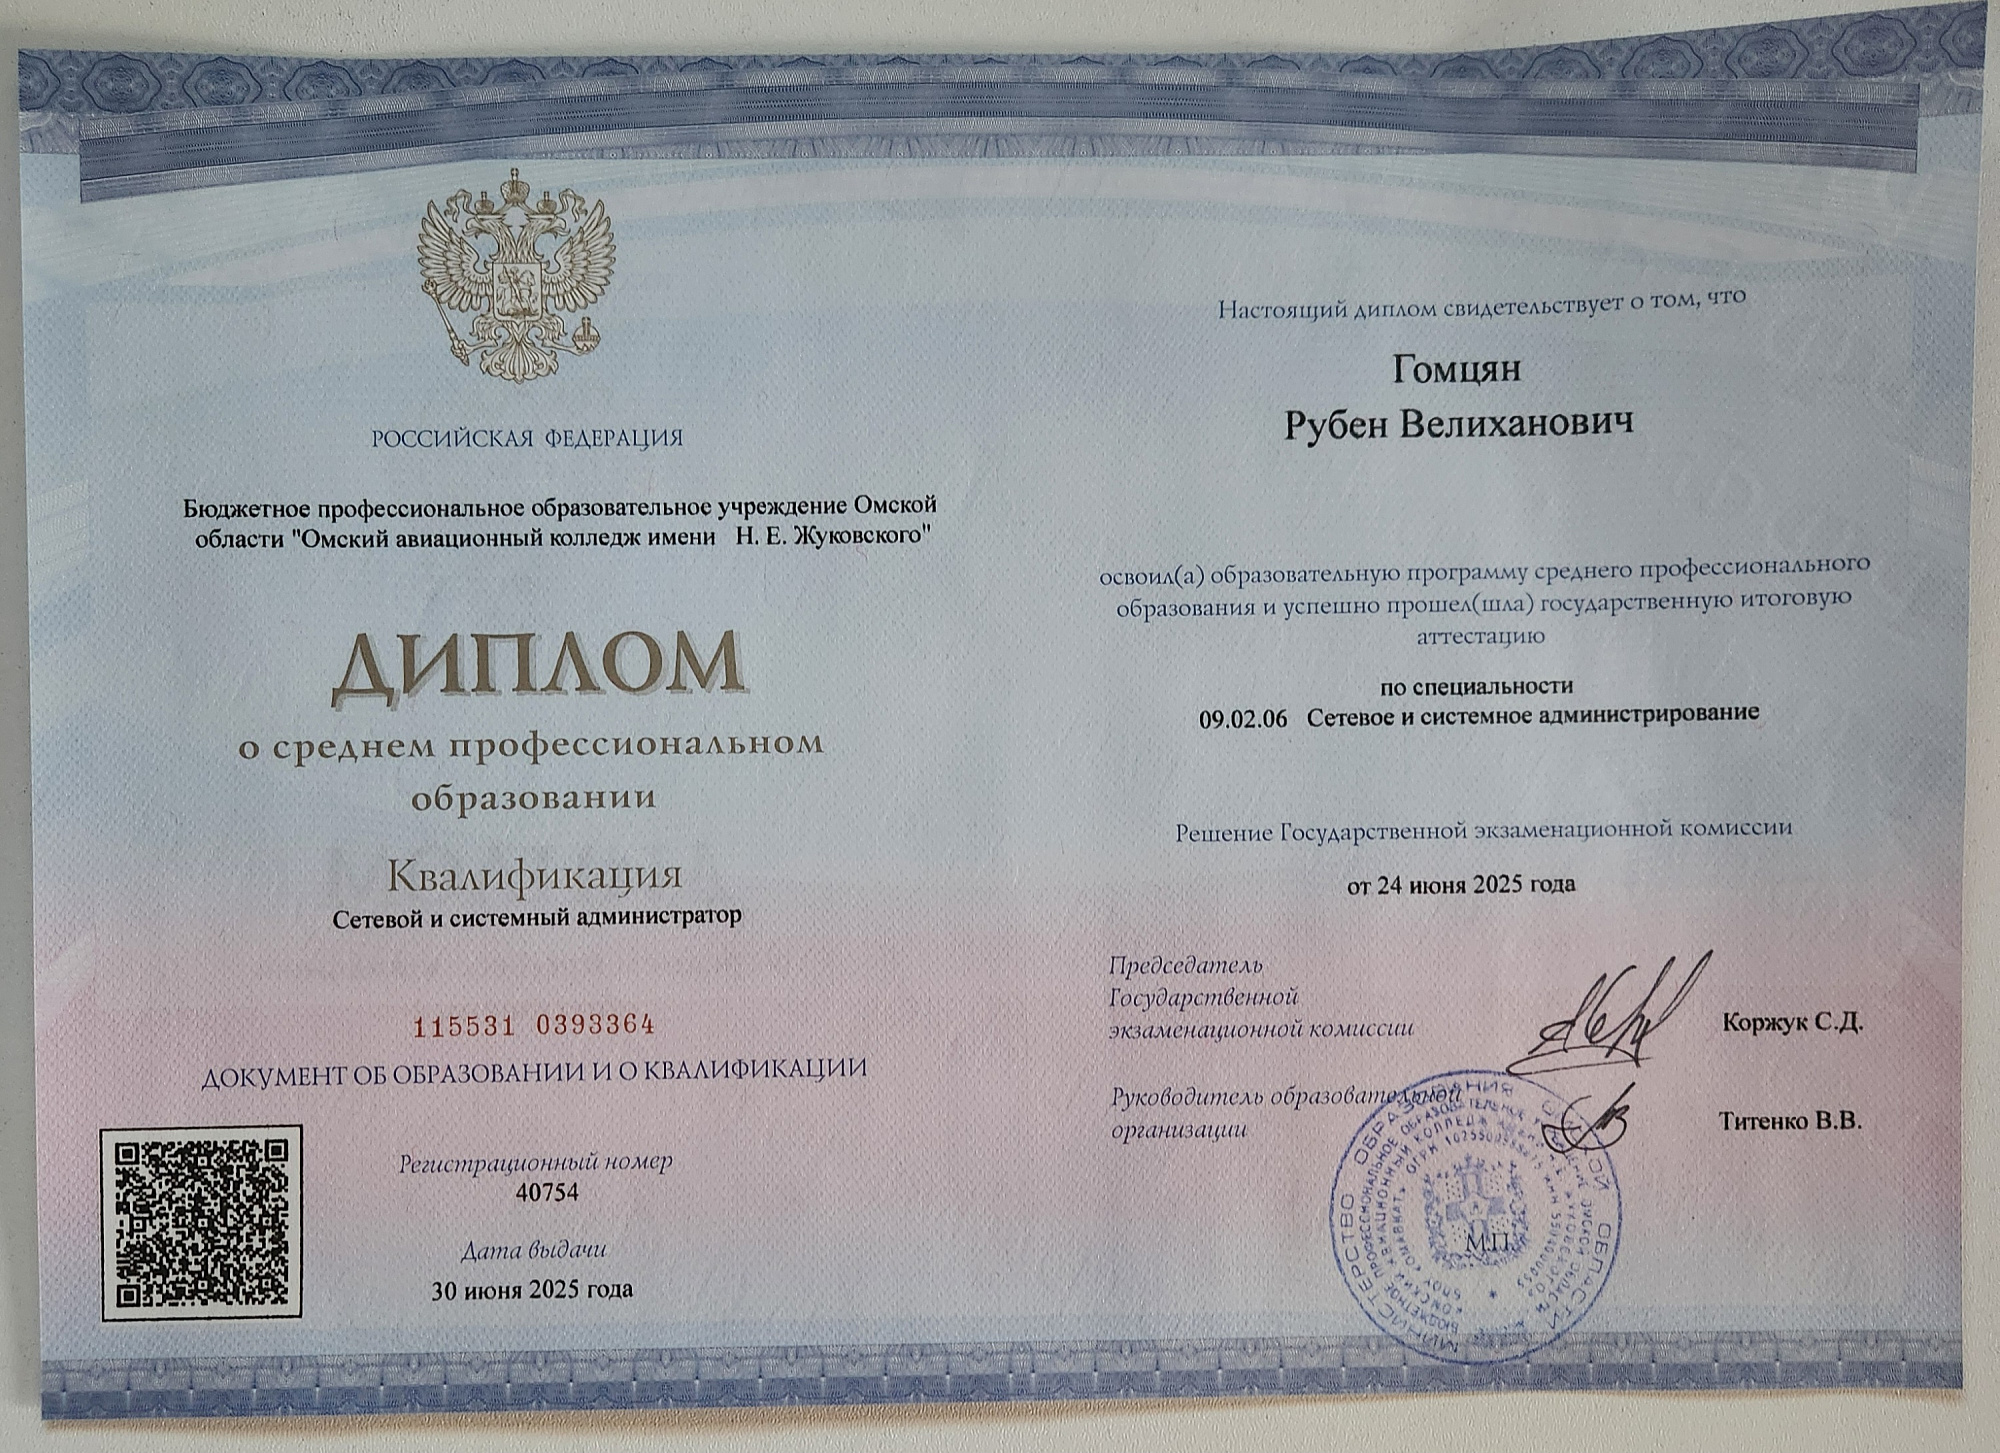 РОССИЙСКАЯ ФЕДЕРАЦИЯ
Бюджетное профессиональное образовательное учреждение Омской
области "Омский авиационный колледж имени Н. Е. Жуковского"
ДИПЛОМ
о среднем профессиональном
образовании
Квалификация
Сетевой и системный администратор
115531 0393364
ДОКУМЕНТ ОБ ОБРАЗОВАНИИ И О КВАЛИФИКАЦИИ
Регистрационный номер
40754
Дата выдачи
30 июня 2025 года
Настоящий диплом свидетельствует о том, что
Гомцян
Рубен Велиханович
освоил(а) образовательную программу среднего профессионального
образования и успешно прошел(шла) государственную итоговую
аттестацию
по специальности
09.02.06 Сетевое и системное администрирование
Решение Государственной экзаменационной комиссии
от 24 июня 2025 года
Председатель
Государственной
экзаменационной комиссии
Коржук С.Д.
Руководитель образовательной
организации
Титенко В.В.
М.П.
МИНИСТЕРСТВО ОБРАЗОВАНИЯ ОМСКОЙ ОБЛАСТИ